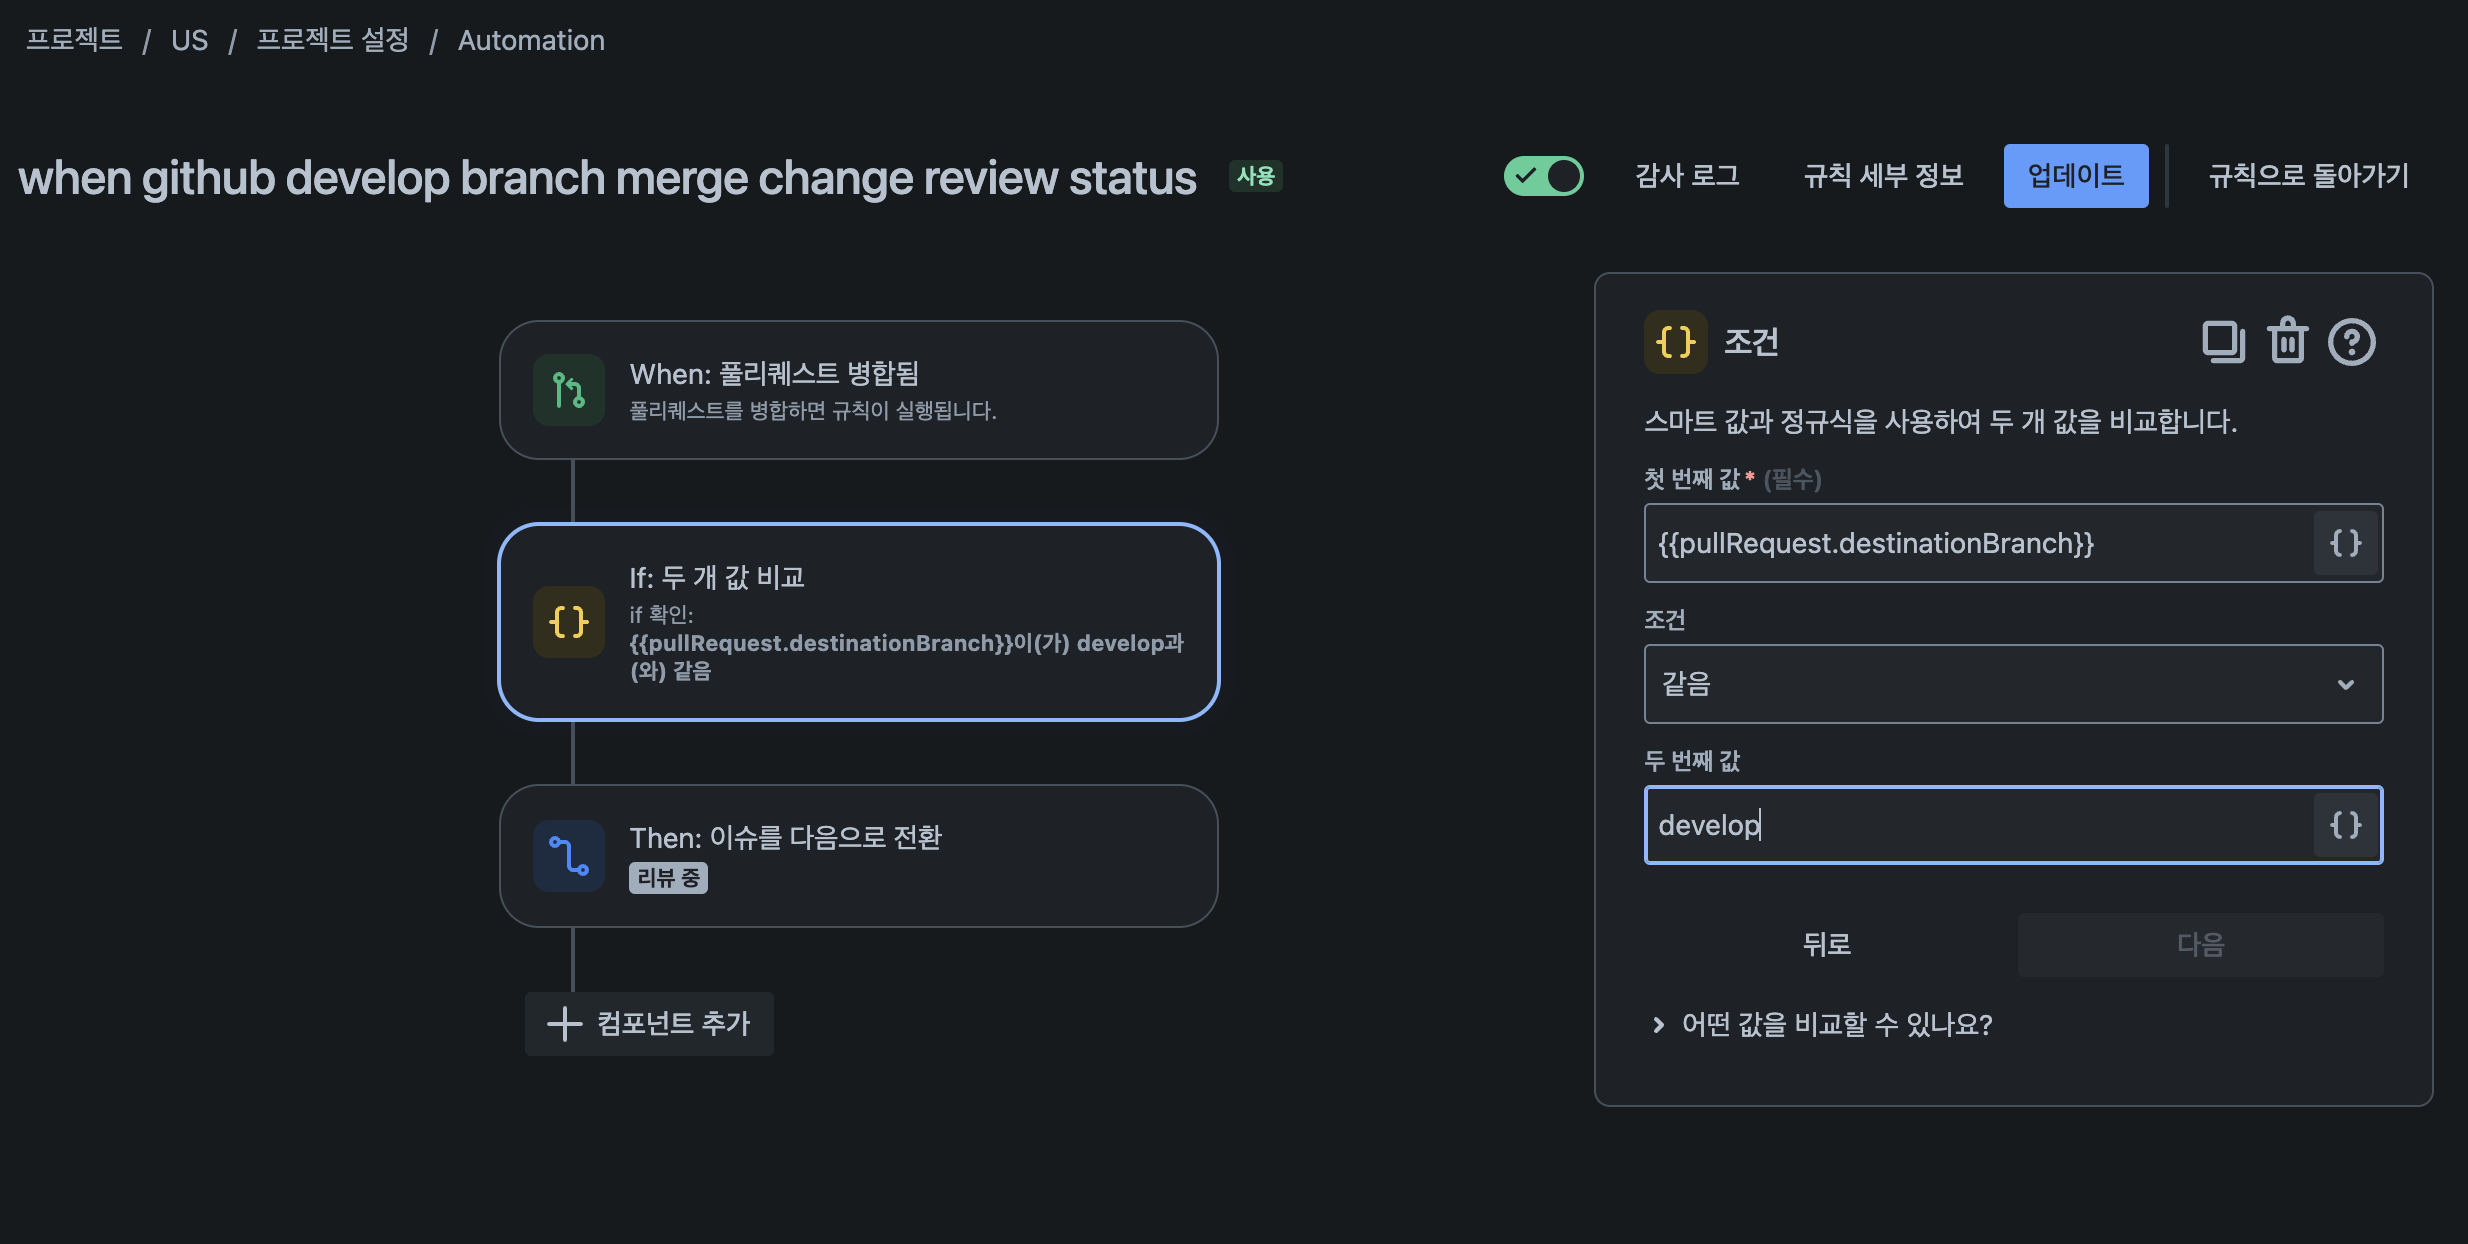 프로젝트 / US / 프로젝트 설정 / Automation
when github develop branch merge change review status 사용
감사 로그 규칙 세부 정보 업데이트 규칙으로 돌아가기
When: 풀리퀘스트 병합됨
풀리퀘스트를 병합하면 규칙이 실행됩니다.
If: 두 개 값 비교
if 확인:
{{pullRequest.destinationBranch}}이(가) develop과
(와) 같음
Then: 이슈를 다음으로 전환
리뷰 중
컴포넌트 추가
조건
스마트 값과 정규식을 사용하여 두 개 값을 비교합니다.
첫 번째 값* (필수)
{{pullRequest.destinationBranch}} {}
조건
같음
두 번째 값
develop {}
뒤로 다음
어떤 값을 비교할 수 있나요?